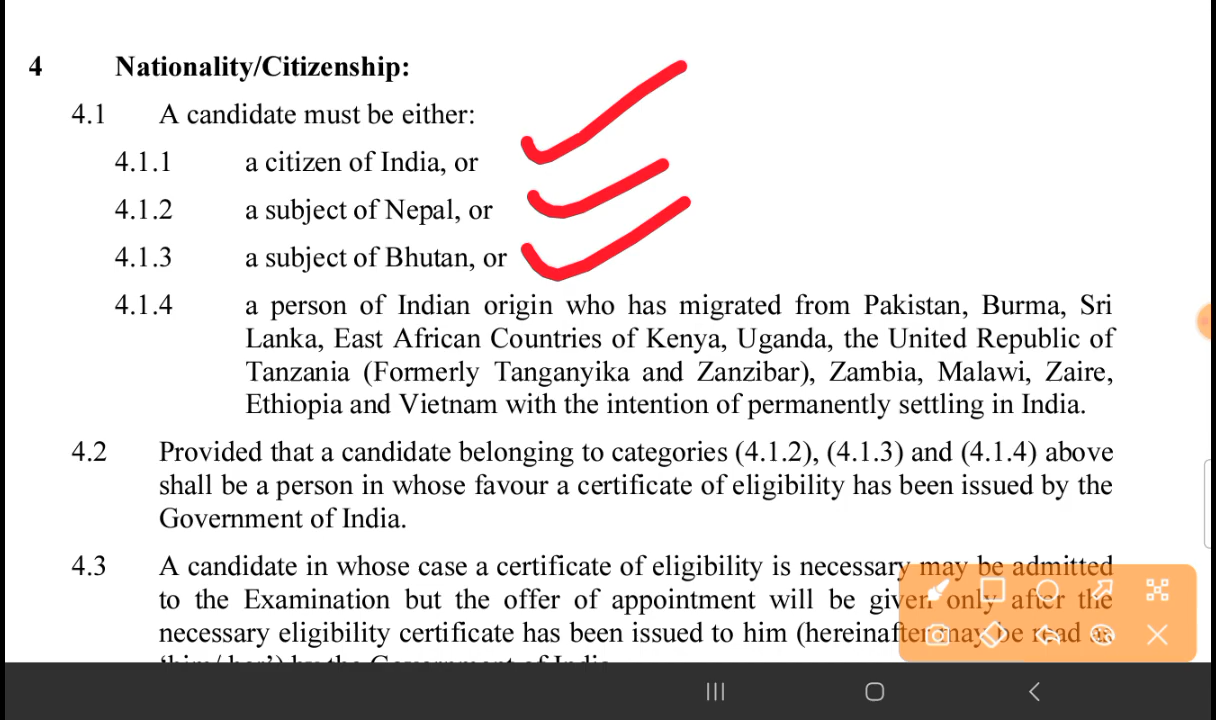 4 Nationality/Citizenship:
4.1 A candidate must be either:
4.1.1 a citizen of India, or
4.1.2 a subject of Nepal, or
4.1.3 a subject of Bhutan, or
4.1.4 a person of Indian origin who has migrated from Pakistan, Burma, Sri
Lanka, East African Countries of Kenya, Uganda, the United Republic of
Tanzania (Formerly Tanganyika and Zanzibar), Zambia, Malawi, Zaire,
Ethiopia and Vietnam with the intention of permanently settling in India.
4.2 Provided that a candidate belonging to categories (4.1.2), (4.1.3) and (4.1.4) above
shall be a person in whose favour a certificate of eligibility has been issued by the
Government of India.
4.3 A candidate in whose case a certificate of eligibility is necessary may be admitted
to the Examination but the offer of appointment will be given only after the
necessary eligibility certificate has been issued to him (hereinafter may be read as